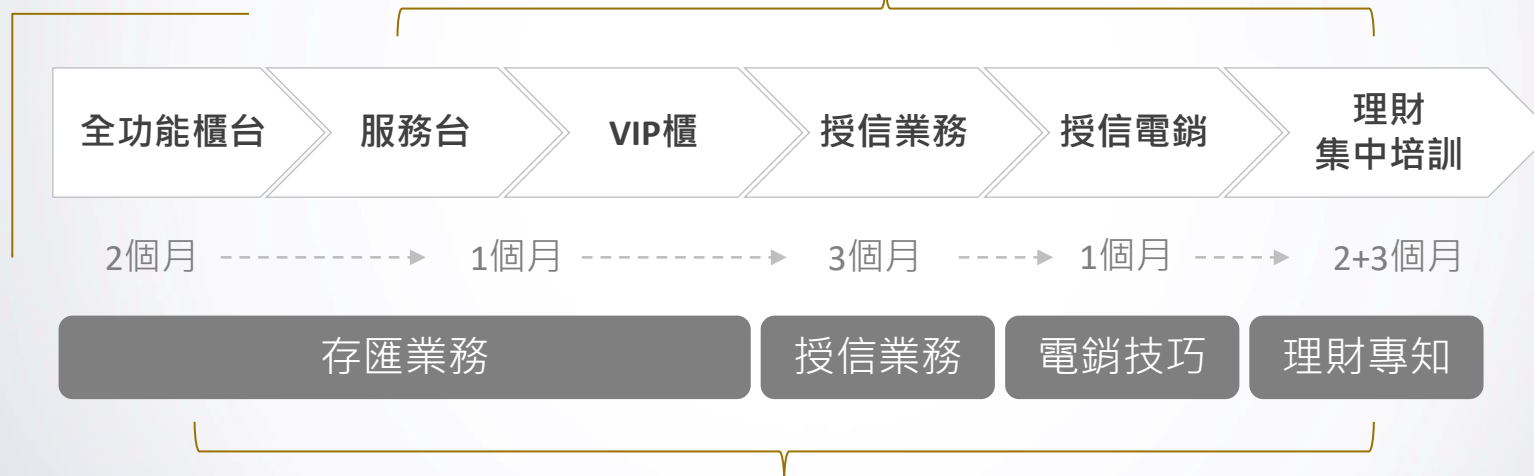 全功能櫃台
服務台
VIP櫃
授信業務
授信電銷
理財
集中培訓
2個月
1個月
3個月
1個月
2+3個月
存匯業務
授信業務
電銷技巧
理財專知